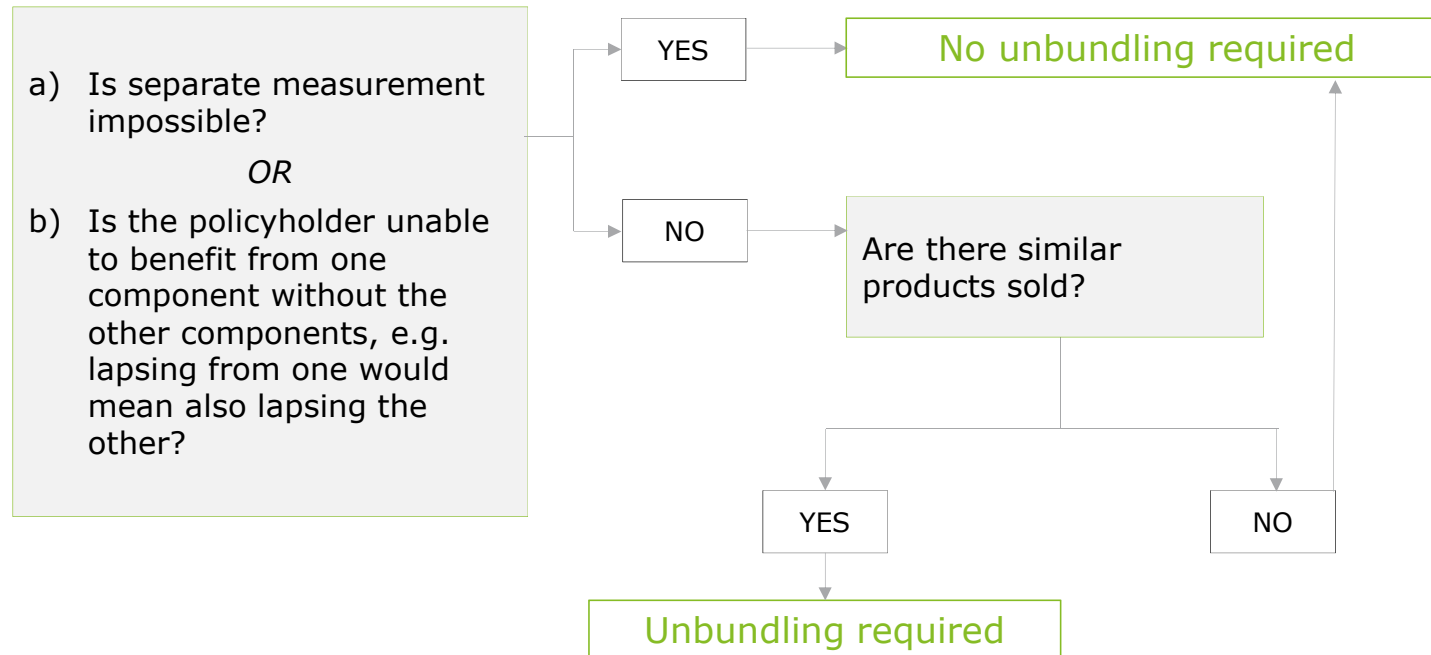 a) Is separate measurement
impossible?
OR
b) Is the policyholder unable
to benefit from one
component without the
other components, e.g.
lapsing from one would
mean also lapsing the
other?
YES
No unbundling required
NO
Are there similar
products sold?
YES
NO
Unbundling required